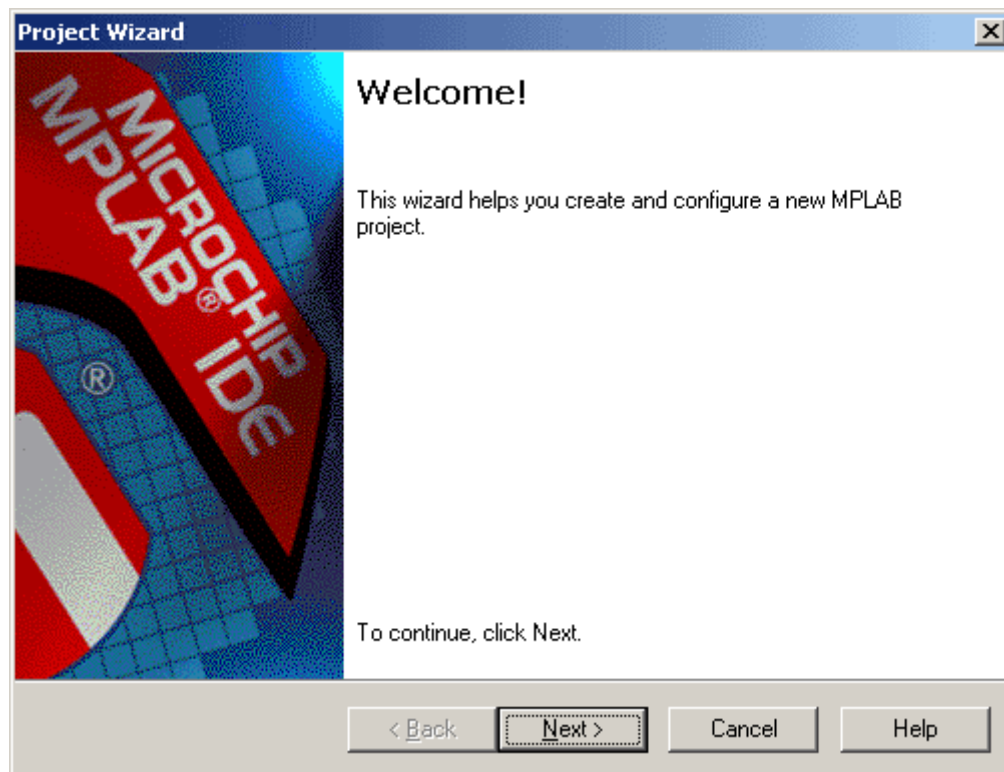 Project Wizard
MICROCHIP
MPLAB® IDE
®
Welcome!
This wizard helps you create and configure a new MPLAB
project.
To continue, click Next.
< Back
Next >
Cancel
Help